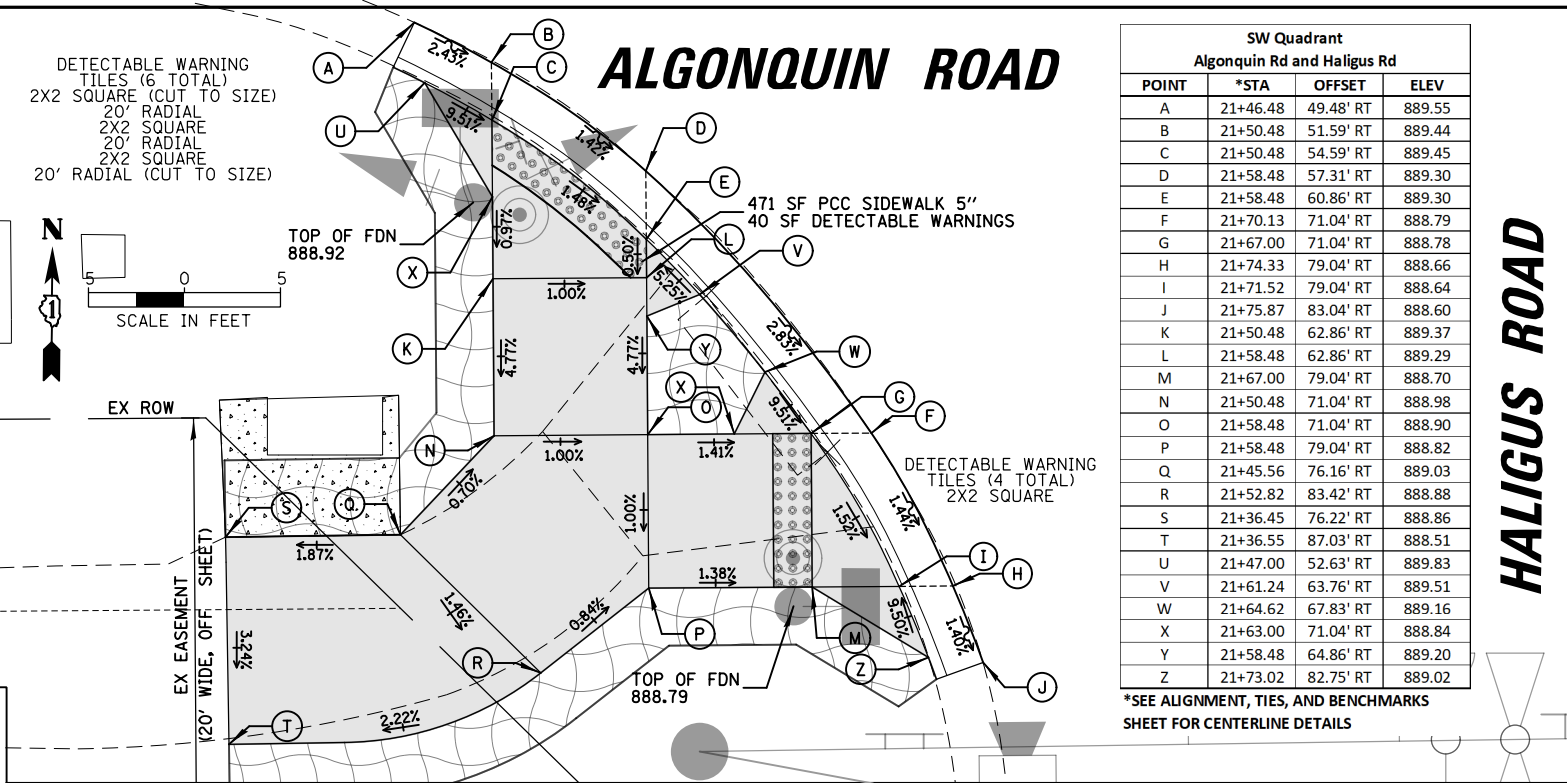 ALGONQUIN ROAD
HALIGUS ROAD
DETECTABLE WARNING
TILES (6 TOTAL)
2X2 SQUARE (CUT TO SIZE)
20' RADIAL
2X2 SQUARE
20' RADIAL
2X2 SQUARE
20' RADIAL (CUT TO SIZE)
N
1
5 0 5
SCALE IN FEET
TOP OF FDN
888.92
471 SF PCC SIDEWALK 5"
40 SF DETECTABLE WARNINGS
DETECTABLE WARNING
TILES (4 TOTAL)
2X2 SQUARE
TOP OF FDN
888.79
EX ROW
EX EASEMENT
(20' WIDE, OFF SHEET)
A
B
C
U
D
E
L
V
X
K
Y
W
X
O
G
F
N
S
Q
I
H
P
M
R
Z
J
T
2.43%
9.51%
1.42%
1.48%
0.97%
0.50%
5.25%
1.00%
4.77%
4.77%
2.83%
9.51%
1.00%
1.41%
0.70%
1.00%
1.52%
1.44%
1.87%
1.38%
1.46%
0.84%
9.50%
1.40%
3.24%
2.22%
SW Quadrant
Algonquin Rd and Haligus Rd
POINT *STA OFFSET ELEV
A 21+46.48 49.48' RT 889.55
B 21+50.48 51.59' RT 889.44
C 21+50.48 54.59' RT 889.45
D 21+58.48 57.31' RT 889.30
E 21+58.48 60.86' RT 889.30
F 21+70.13 71.04' RT 888.79
G 21+67.00 71.04' RT 888.78
H 21+74.33 79.04' RT 888.66
I 21+71.52 79.04' RT 888.64
J 21+75.87 83.04' RT 888.60
K 21+50.48 62.86' RT 889.37
L 21+58.48 62.86' RT 889.29
M 21+67.00 79.04' RT 888.70
N 21+50.48 71.04' RT 888.98
O 21+58.48 71.04' RT 888.90
P 21+58.48 79.04' RT 888.82
Q 21+45.56 76.16' RT 889.03
R 21+52.82 83.42' RT 888.88
S 21+36.45 76.22' RT 888.86
T 21+36.55 87.03' RT 888.51
U 21+47.00 52.63' RT 889.83
V 21+61.24 63.76' RT 889.51
W 21+64.62 67.83' RT 889.16
X 21+63.00 71.04' RT 888.84
Y 21+58.48 64.86' RT 889.20
Z 21+73.02 82.75' RT 889.02
*SEE ALIGNMENT, TIES, AND BENCHMARKS
SHEET FOR CENTERLINE DETAILS